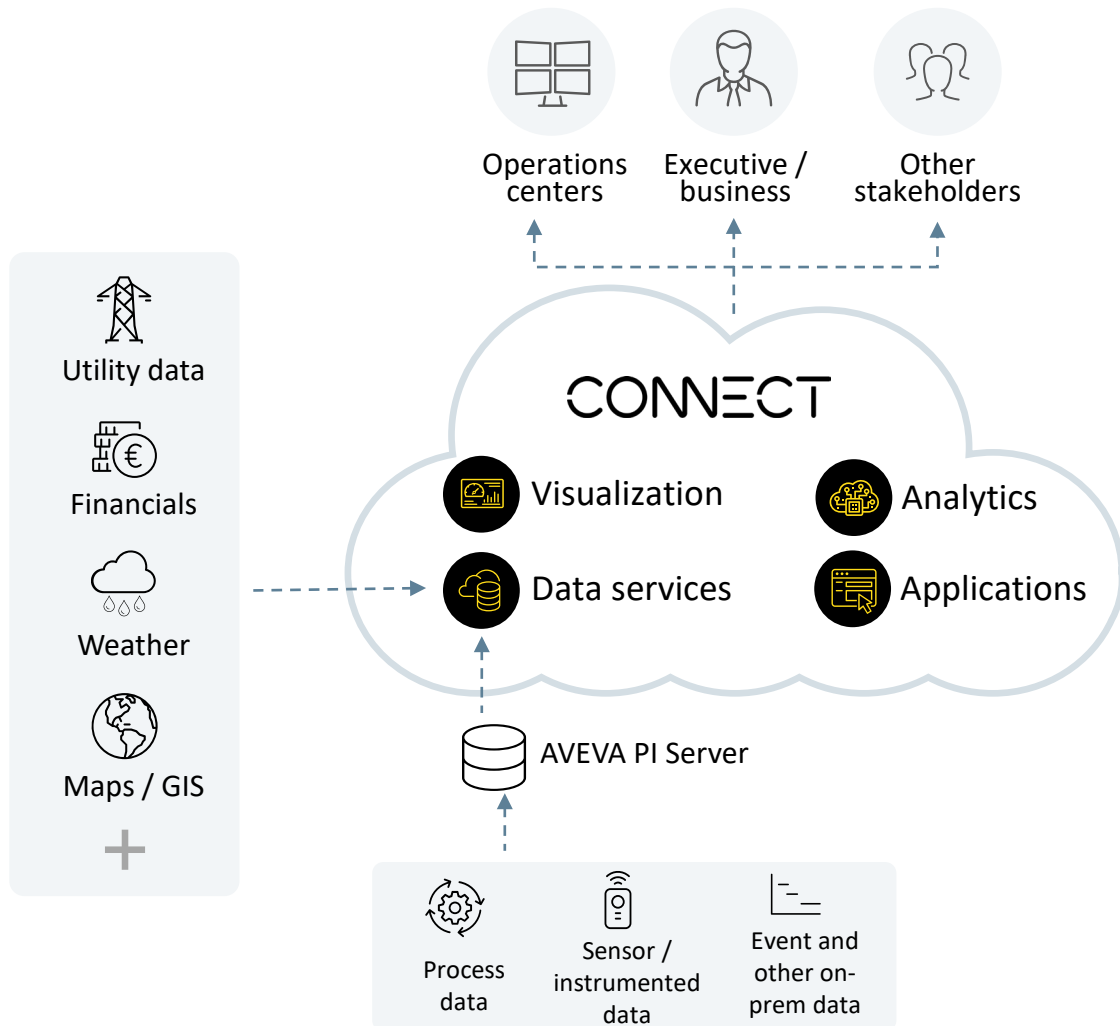 Operations
centers
Executive /
business
Other
stakeholders
Utility data
Financials
Weather
Maps / GIS
CONNECT
Visualization
Analytics
Data services
Applications
AVEVA PI Server
Process
data
Sensor /
instrumented
data
Event and
other on-
prem data